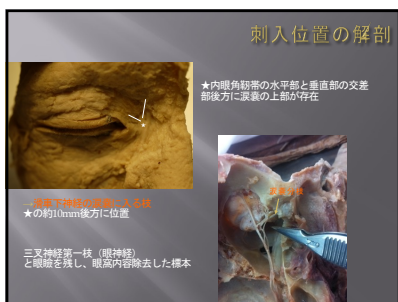 刺入位置の解剖
★内眼角靭帯の水平部と垂直部の交差
部後方に涙嚢の上部が存在
★の約10mm後方に位置
三叉神経第一枝（眼神経）
と眼瞼を残し、眼窩内容除去した標本